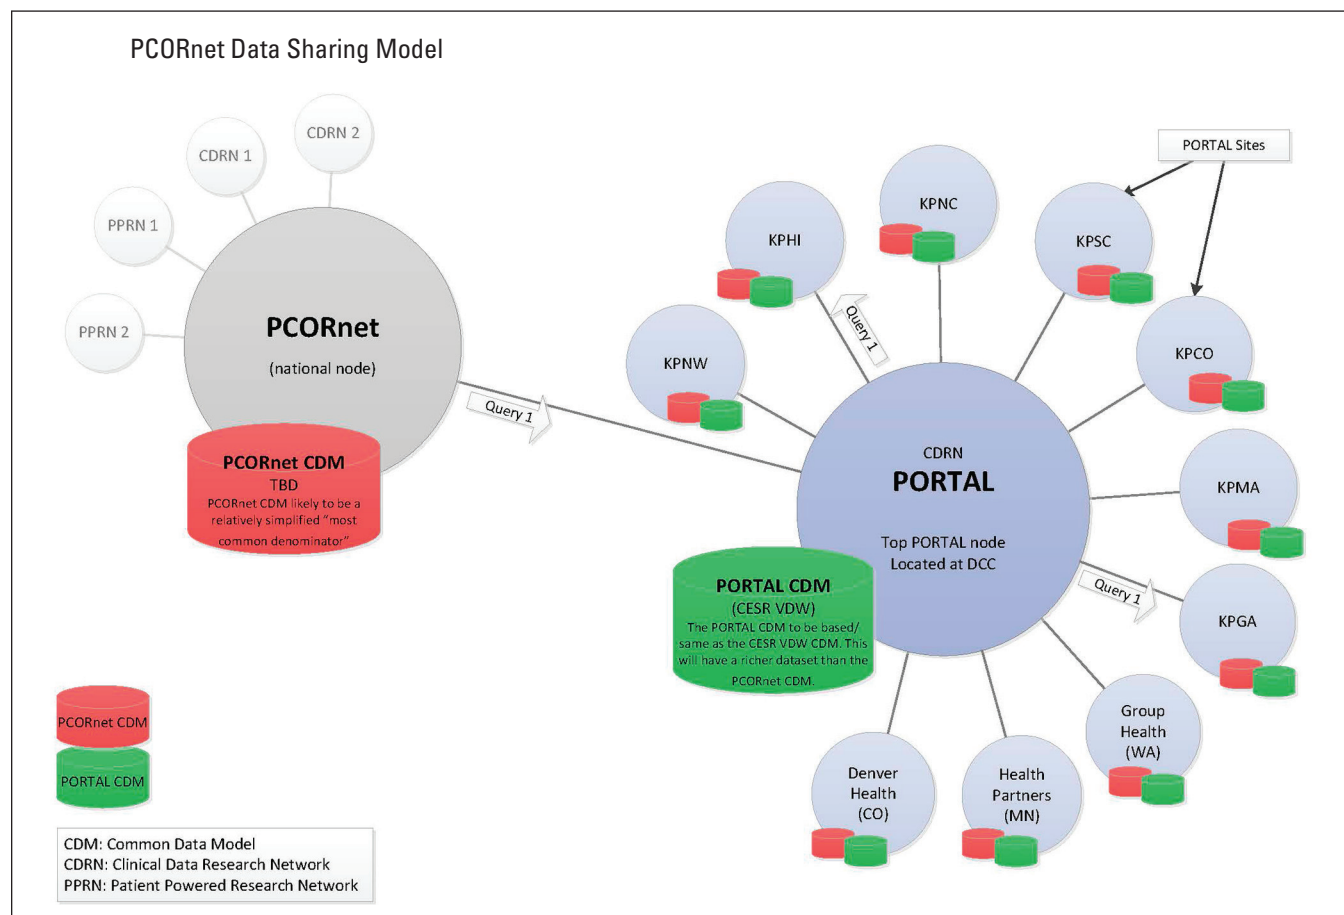 PCORnet Data Sharing Model
CDRN 2
CDRN 1
PPRN 1
PPRN 2
PCORnet
(national node)
PCORnet CDM
TBD
PCORnet CDM likely to be a
relatively simplified "most
common denominator"
Query 1
PORTAL Sites
KPNC
KPHI
KPSC
Query 1
KPNW
KPCO
CDRN
PORTAL
Top PORTAL node
Located at DCC
KPMA
Query 1
KPGA
PORTAL CDM
(CESR VDW)
The PORTAL CDM to be based/
same as the CESR VDW CDM. This
will have a richer dataset than the
PCORnet CDM.
Group
Health
(WA)
Health
Partners
(MN)
Denver
Health
(CO)
PCORnet CDM
PORTAL CDM
CDM: Common Data Model
CDRN: Clinical Data Research Network
PPRN: Patient Powered Research Network